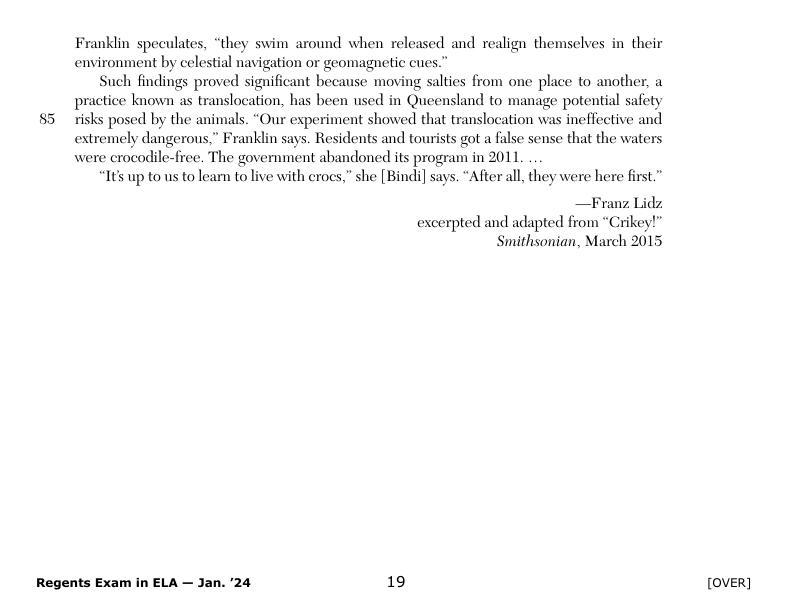 Franklin speculates, “they swim around when released and realign themselves in their
environment by celestial navigation or geomagnetic cues.”
Such findings proved significant because moving salties from one place to another, a
practice known as translocation, has been used in Queensland to manage potential safety
85 risks posed by the animals. “Our experiment showed that translocation was ineffective and
extremely dangerous,” Franklin says. Residents and tourists got a false sense that the waters
were crocodile-free. The government abandoned its program in 2011. …
“It’s up to us to learn to live with crocs,” she [Bindi] says. “After all, they were here first.”
—Franz Lidz
excerpted and adapted from “Crikey!”
Smithsonian, March 2015
Regents Exam in ELA — Jan. ’24 19 [OVER]